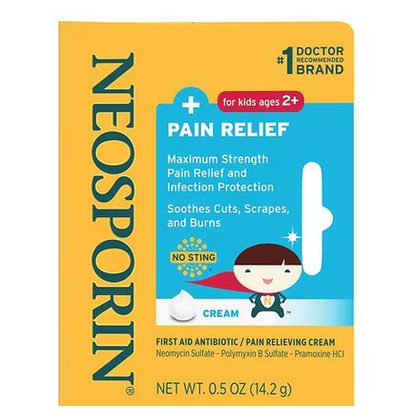 NEOSPORIN®
#1 DOCTOR
RECOMMENDED
BRAND
+ for kids ages 2+
PAIN RELIEF
Maximum Strength
Pain Relief and
Infection Protection
Soothes Cuts, Scrapes,
and Burns
NO STING
N
™
CREAM
FIRST AID ANTIBIOTIC / PAIN RELIEVING CREAM
Neomycin Sulfate - Polymyxin B Sulfate - Pramoxine HCl
NET WT. 0.5 OZ (14.2 g)